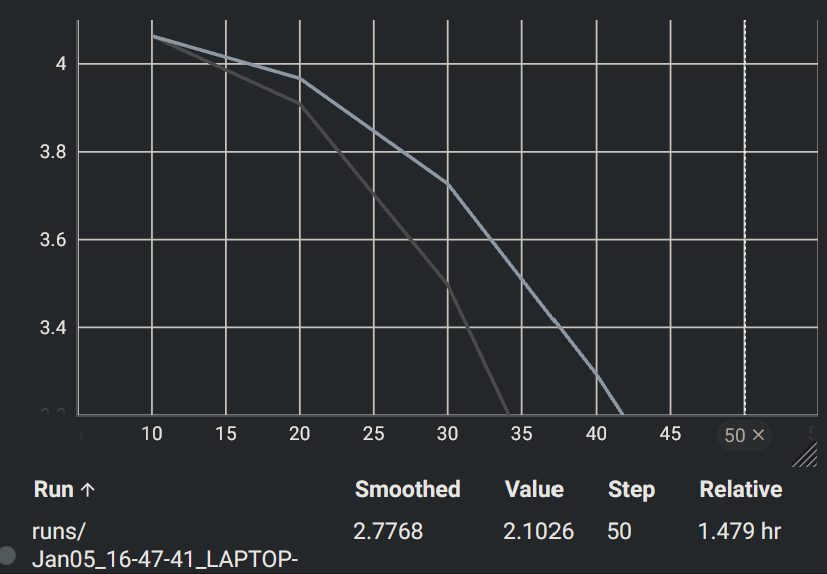 4
3.8
3.6
3.4
10 15 20 25 30 35 40 45 50 ×
Run ↑ Smoothed Value Step Relative
runs/ 2.7768 2.1026 50 1.479 hr
Jan05_16-47-41_LAPTOP-